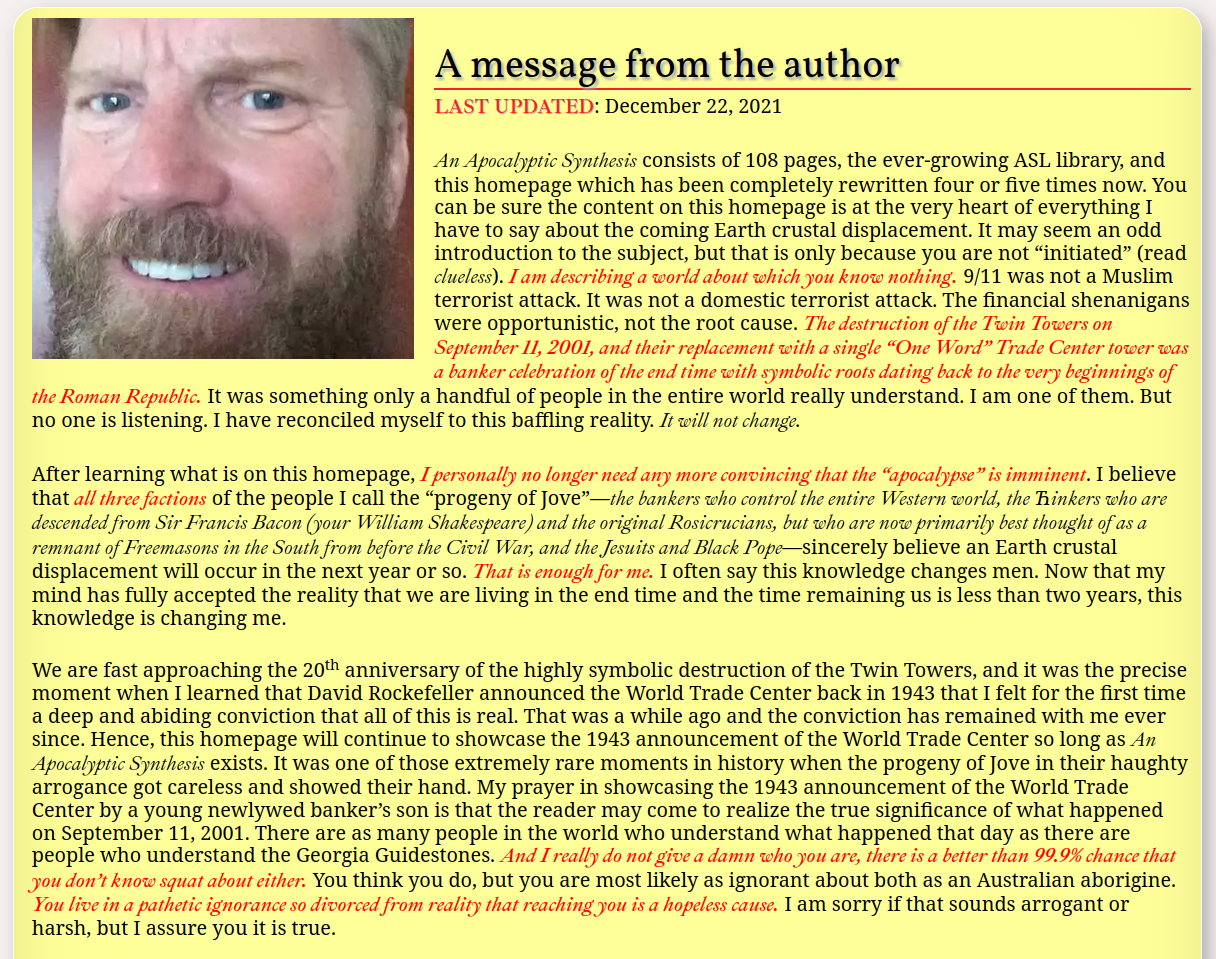 A message from the author
LAST UPDATED: December 22, 2021
An Apocalyptic Synthesis consists of 108 pages, the ever-growing ASL library, and
this homepage which has been completely rewritten four or five times now. You
can be sure the content on this homepage is at the very heart of everything I
have to say about the coming Earth crustal displacement. It may seem an odd
introduction to the subject, but that is only because you are not “initiated” (read
clueless). I am describing a world about which you know nothing. 9/11 was not a Muslim
terrorist attack. It was not a domestic terrorist attack. The financial shenanigans
were opportunistic, not the root cause. The destruction of the Twin Towers on
September 11, 2001, and their replacement with a single “One Word” Trade Center tower was
a banker celebration of the end time with symbolic roots dating back to the very beginnings of
the Roman Republic. It was something only a handful of people in the entire world really understand. I am one of them. But
no one is listening. I have reconciled myself to this baffling reality. It will not change.
After learning what is on this homepage, I personally no longer need any more convincing that the “apocalypse” is imminent. I believe
that all three factions of the people I call the “progeny of Jove”—the bankers who control the entire Western world, the Thinkers who are
descended from Sir Francis Bacon (your William Shakespeare) and the original Rosicrucians, but who are now primarily best thought of as a
remnant of Freemasons in the South from before the Civil War, and the Jesuits and Black Pope—sincerely believe an Earth crustal
displacement will occur in the next year or so. That is enough for me. I often say this knowledge changes men. Now that my
mind has fully accepted the reality that we are living in the end time and the time remaining us is less than two years, this
knowledge is changing me.
We are fast approaching the 20th anniversary of the highly symbolic destruction of the Twin Towers, and it was the precise
moment when I learned that David Rockefeller announced the World Trade Center back in 1943 that I felt for the first time
a deep and abiding conviction that all of this is real. That was a while ago and the conviction has remained with me ever
since. Hence, this homepage will continue to showcase the 1943 announcement of the World Trade Center so long as An
Apocalyptic Synthesis exists. It was one of those extremely rare moments in history when the progeny of Jove in their haughty
arrogance got careless and showed their hand. My prayer in showcasing the 1943 announcement of the World Trade
Center by a young newlywed banker’s son is that the reader may come to realize the true significance of what happened
on September 11, 2001. There are as many people in the world who understand what happened that day as there are
people who understand the Georgia Guidestones. And I really do not give a damn who you are, there is a better than 99.9% chance that
you don’t know squat about either. You think you do, but you are most likely as ignorant about both as an Australian aborigine.
You live in a pathetic ignorance so divorced from reality that reaching you is a hopeless cause. I am sorry if that sounds arrogant or
harsh, but I assure you it is true.